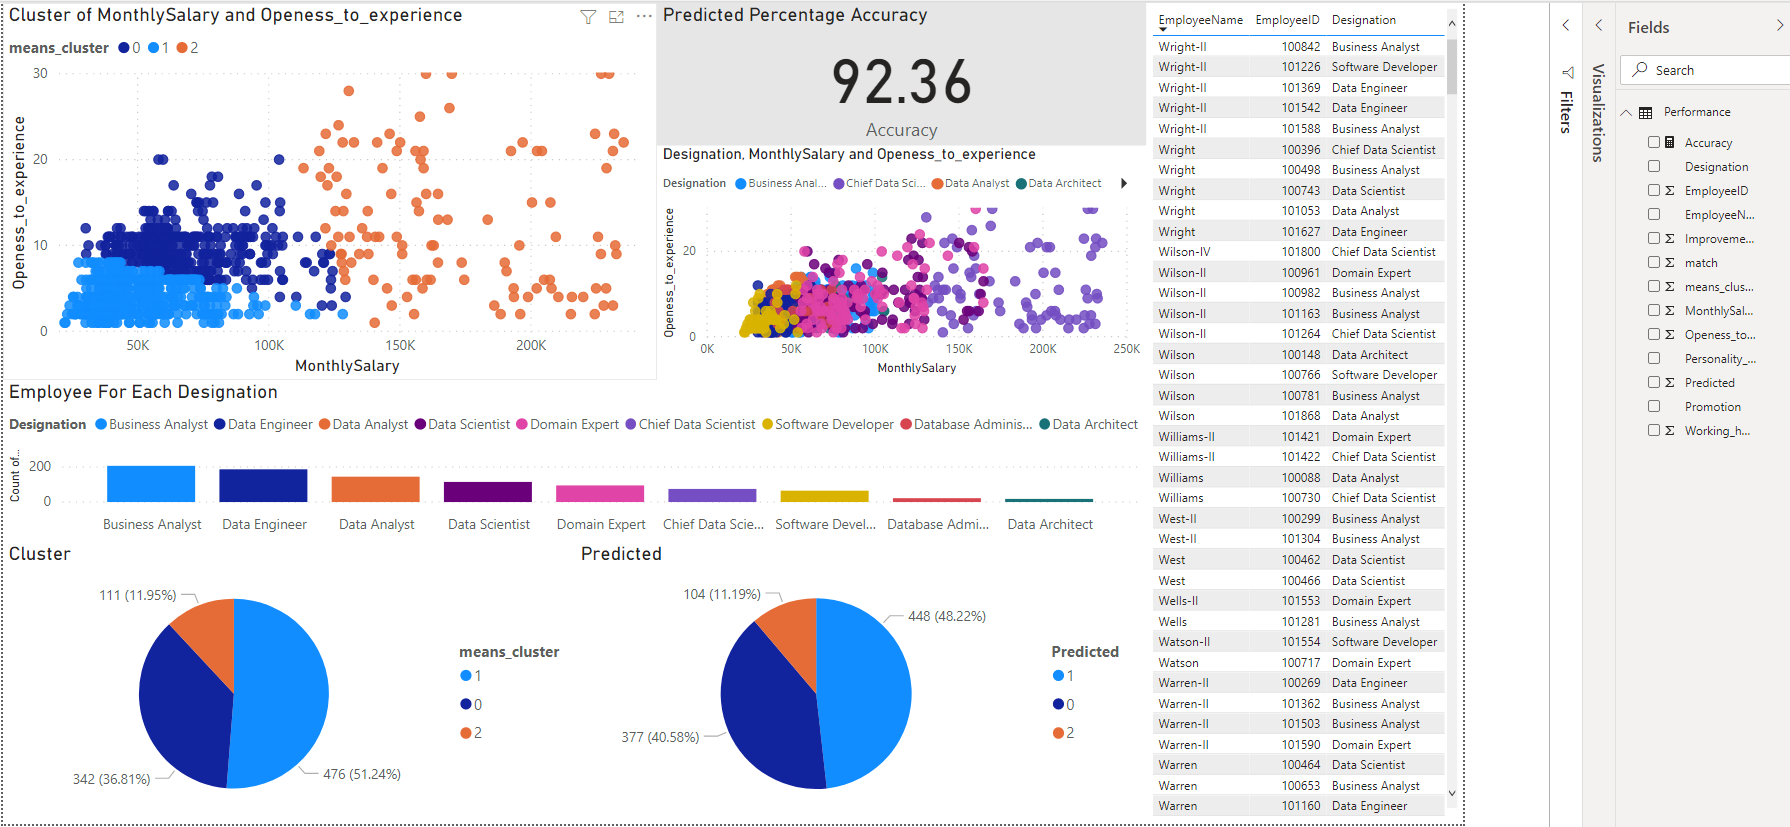 Cluster of MonthlySalary and Openess_to_experience
means_cluster 0 1 2
Openess_to_experience
30
20
10
0
50K 100K 150K 200K
MonthlySalary
Predicted Percentage Accuracy
92.36
Accuracy
Designation, MonthlySalary and Openess_to_experience
Designation Business Anal... Chief Data Sci... Data Analyst Data Architect
Openess_to_experience
20
0
0K 50K 100K 150K 200K 250K
MonthlySalary
Employee For Each Designation
Designation Business Analyst Data Engineer Data Analyst Data Scientist Domain Expert Chief Data Scientist Software Developer Database Adminis... Data Architect
Count of...
200
0
Business Analyst Data Engineer Data Analyst Data Scientist Domain Expert Chief Data Scie... Software Devel... Database Admi... Data Architect
Cluster
111 (11.95%)
342 (36.81%)
476 (51.24%)
means_cluster
1
0
2
Predicted
104 (11.19%)
448 (48.22%)
377 (40.58%)
Predicted
1
0
2
EmployeeName EmployeeID Designation
Wright-II 100842 Business Analyst
Wright-II 101226 Software Developer
Wright-II 101369 Data Engineer
Wright-II 101542 Data Engineer
Wright-II 101588 Business Analyst
Wright 100396 Chief Data Scientist
Wright 100498 Business Analyst
Wright 100743 Data Scientist
Wright 101053 Data Analyst
Wright 101627 Data Engineer
Wilson-IV 101800 Chief Data Scientist
Wilson-II 100961 Domain Expert
Wilson-II 100982 Business Analyst
Wilson-II 101163 Business Analyst
Wilson-II 101264 Chief Data Scientist
Wilson 100148 Data Architect
Wilson 100766 Software Developer
Wilson 100781 Business Analyst
Wilson 101868 Data Analyst
Williams-II 101421 Domain Expert
Williams-II 101422 Chief Data Scientist
Williams 100088 Data Analyst
Williams 100730 Chief Data Scientist
West-II 100299 Business Analyst
West-II 101304 Business Analyst
West 100462 Data Scientist
West 100466 Data Scientist
Wells-II 101553 Domain Expert
Wells 101281 Business Analyst
Watson-II 101554 Software Developer
Watson 100717 Domain Expert
Warren-II 100269 Data Engineer
Warren-II 101362 Business Analyst
Warren-II 101503 Business Analyst
Warren-II 101590 Domain Expert
Warren 100464 Data Scientist
Warren 100653 Business Analyst
Warren 101160 Data Engineer
Filters
Visualizations
Fields
Search
Performance
Accuracy
Designation
EmployeeID
EmployeeN...
Improveme...
match
means_clus...
MonthlySal...
Openess_to...
Personality_...
Predicted
Promotion
Working_h...